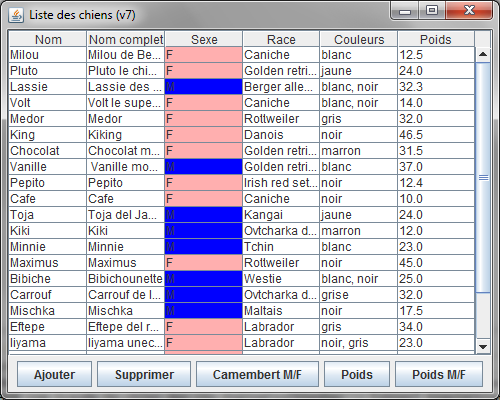 Liste des chiens (v7)
Nom Nom complet Sexe Race Couleurs Poids
Milou Milou de Be... F Caniche blanc 12.5
Pluto Pluto le chi... F Golden retri... jaune 24.0
Lassie Lassie des ... M Berger alle... blanc, noir 32.3
Volt Volt le supe... F Caniche blanc, noir 14.0
Medor Medor F Rottweiler gris 32.0
King Kiking F Danois noir 46.5
Chocolat Chocolat m... F Golden retri... marron 31.5
Vanille Vanille mo... M Golden retri... blanc 37.0
Pepito Pepito F Irish red set... noir 12.4
Cafe Cafe F Caniche noir 10.0
Toja Toja del Ja... M Kangai jaune 24.0
Kiki Kiki M Ovtcharka d... marron 12.0
Minnie Minnie M Tchin blanc 23.0
Maximus Maximus F Rottweiler noir 45.0
Bibiche Bibichounette M Westie blanc, noir 25.0
Carrouf Carrouf de l... M Ovtcharka d... grise 32.0
Mischka Mischka M Maltais noir 17.5
Eftepe Eftepe del r... F Labrador gris 34.0
Iiyama Iiyama unec... F Labrador noir, gris 23.0
Ajouter Supprimer Camembert M/F Poids Poids M/F